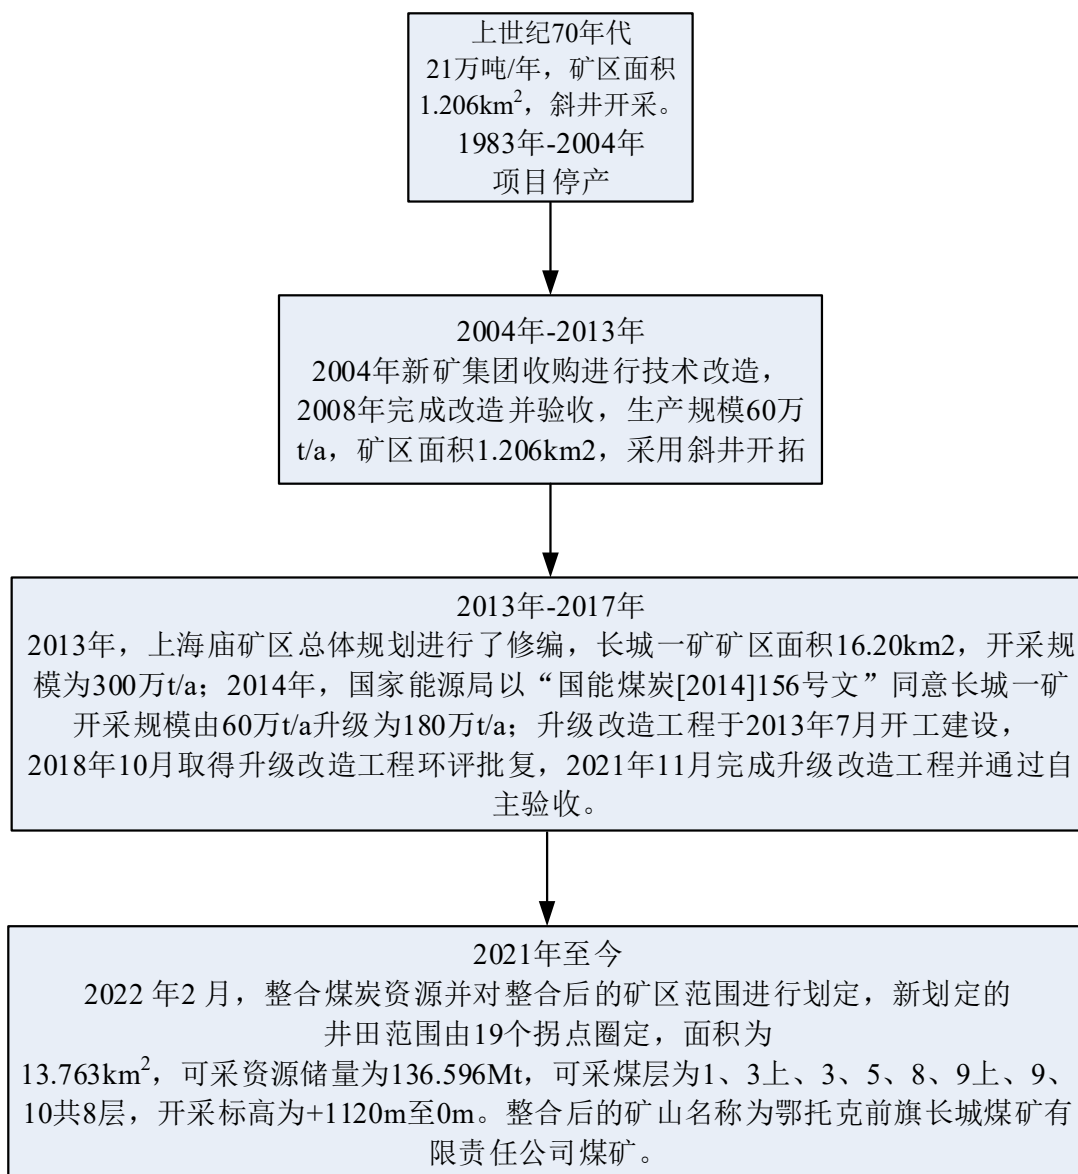 上世纪70年代
21万吨/年，矿区面积
1.206km²，斜井开采。
1983年-2004年
项目停产
2004年-2013年
2004年新矿集团收购进行技术改造，
2008年完成改造并验收，生产规模60万
t/a，矿区面积1.206km2，采用斜井开拓
2013年-2017年
2013年，上海庙矿区总体规划进行了修编，长城一矿矿区面积16.20km2，开采规
模为300万t/a；2014年，国家能源局以“国能煤炭[2014]156号文”同意长城一矿
开采规模由60万t/a升级为180万t/a；升级改造工程于2013年7月开工建设，
2018年10月取得升级改造工程环评批复，2021年11月完成升级改造工程并通过自
主验收。
2021年至今
2022 年2 月，整合煤炭资源并对整合后的矿区范围进行划定，新划定的
井田范围由19个拐点圈定，面积为
13.763km²，可采资源储量为136.596Mt，可采煤层为1、3上、3、5、8、9上、9、
10共8层，开采标高为+1120m至0m。整合后的矿山名称为鄂托克前旗长城煤矿有
限责任公司煤矿。